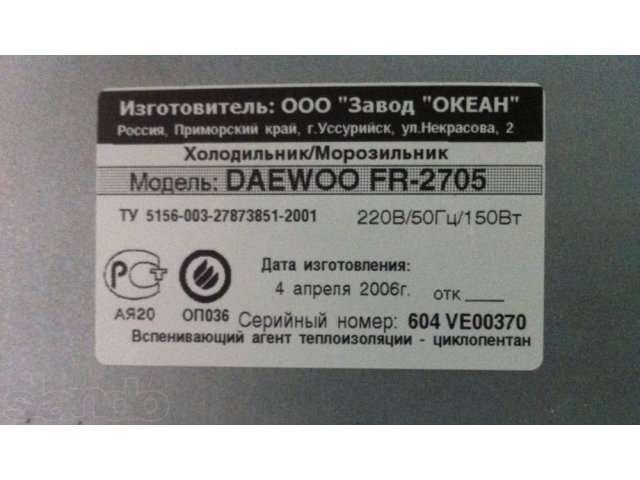 Изготовитель: ООО "Завод "ОКЕАН"
Россия, Приморский край, г.Уссурийск, ул.Некрасова, 2
Холодильник/Морозильник
Модель: DAEWOO FR-2705
ТУ 5156-003-27873851-2001 220В/50Гц/150Вт
РСТ
АЯ20 ОП036
Дата изготовления:
4 апреля 2006г. отк ____
Серийный номер: 604 VE00370
Вспенивающий агент теплоизоляции - циклопентан